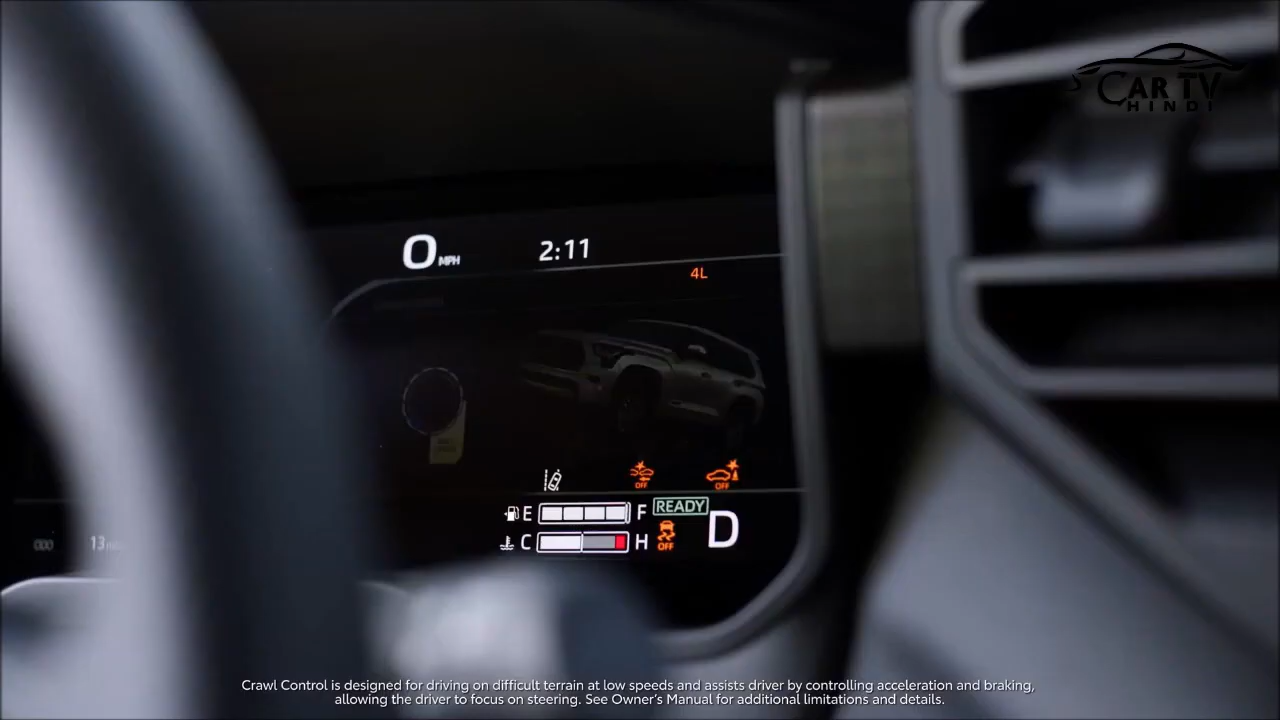 CAR TV
HINDI
0 MPH 2:11
4L
OFF OFF
E F READY
C H OFF D
13
Crawl Control is designed for driving on difficult terrain at low speeds and assists driver by controlling acceleration and braking,
allowing the driver to focus on steering. See Owner's Manual for additional limitations and details.